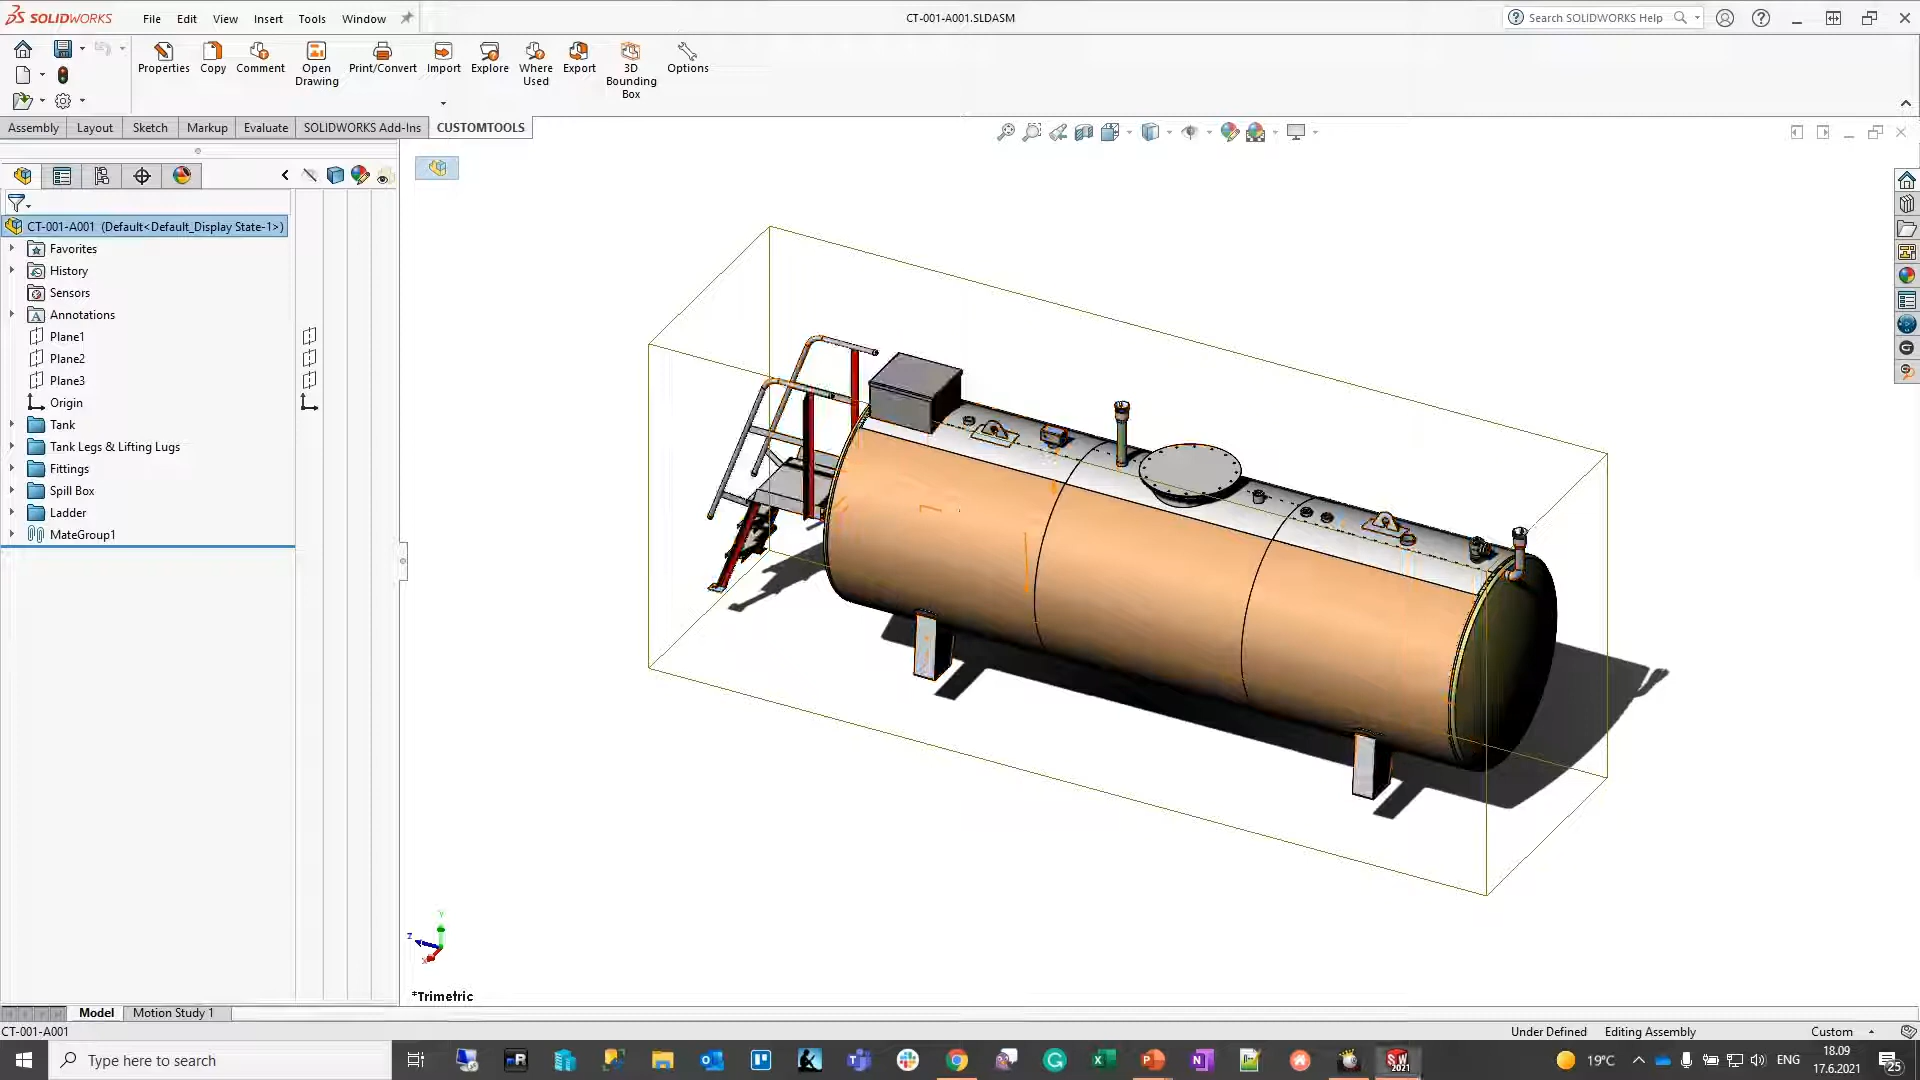 SOLIDWORKS File Edit View Insert Tools Window
CT-001-A001.SLDASM
Search SOLIDWORKS Help
Properties Copy Comment Open Drawing Print/Convert Import Explore Where Used Export 3D Bounding Box Options
Assembly Layout Sketch Markup Evaluate SOLIDWORKS Add-Ins CUSTOMTOOLS
CT-001-A001 (Default<Default_Display State-1>)
Favorites
History
Sensors
Annotations
Plane1
Plane2
Plane3
Origin
Tank
Tank Legs & Lifting Lugs
Fittings
Spill Box
Ladder
MateGroup1
Y
Z
X
*Trimetric
Model Motion Study 1
CT-001-A001
Under Defined Editing Assembly Custom
Type here to search
SW 2021
19°C ENG
18.09
17.6.2021
25